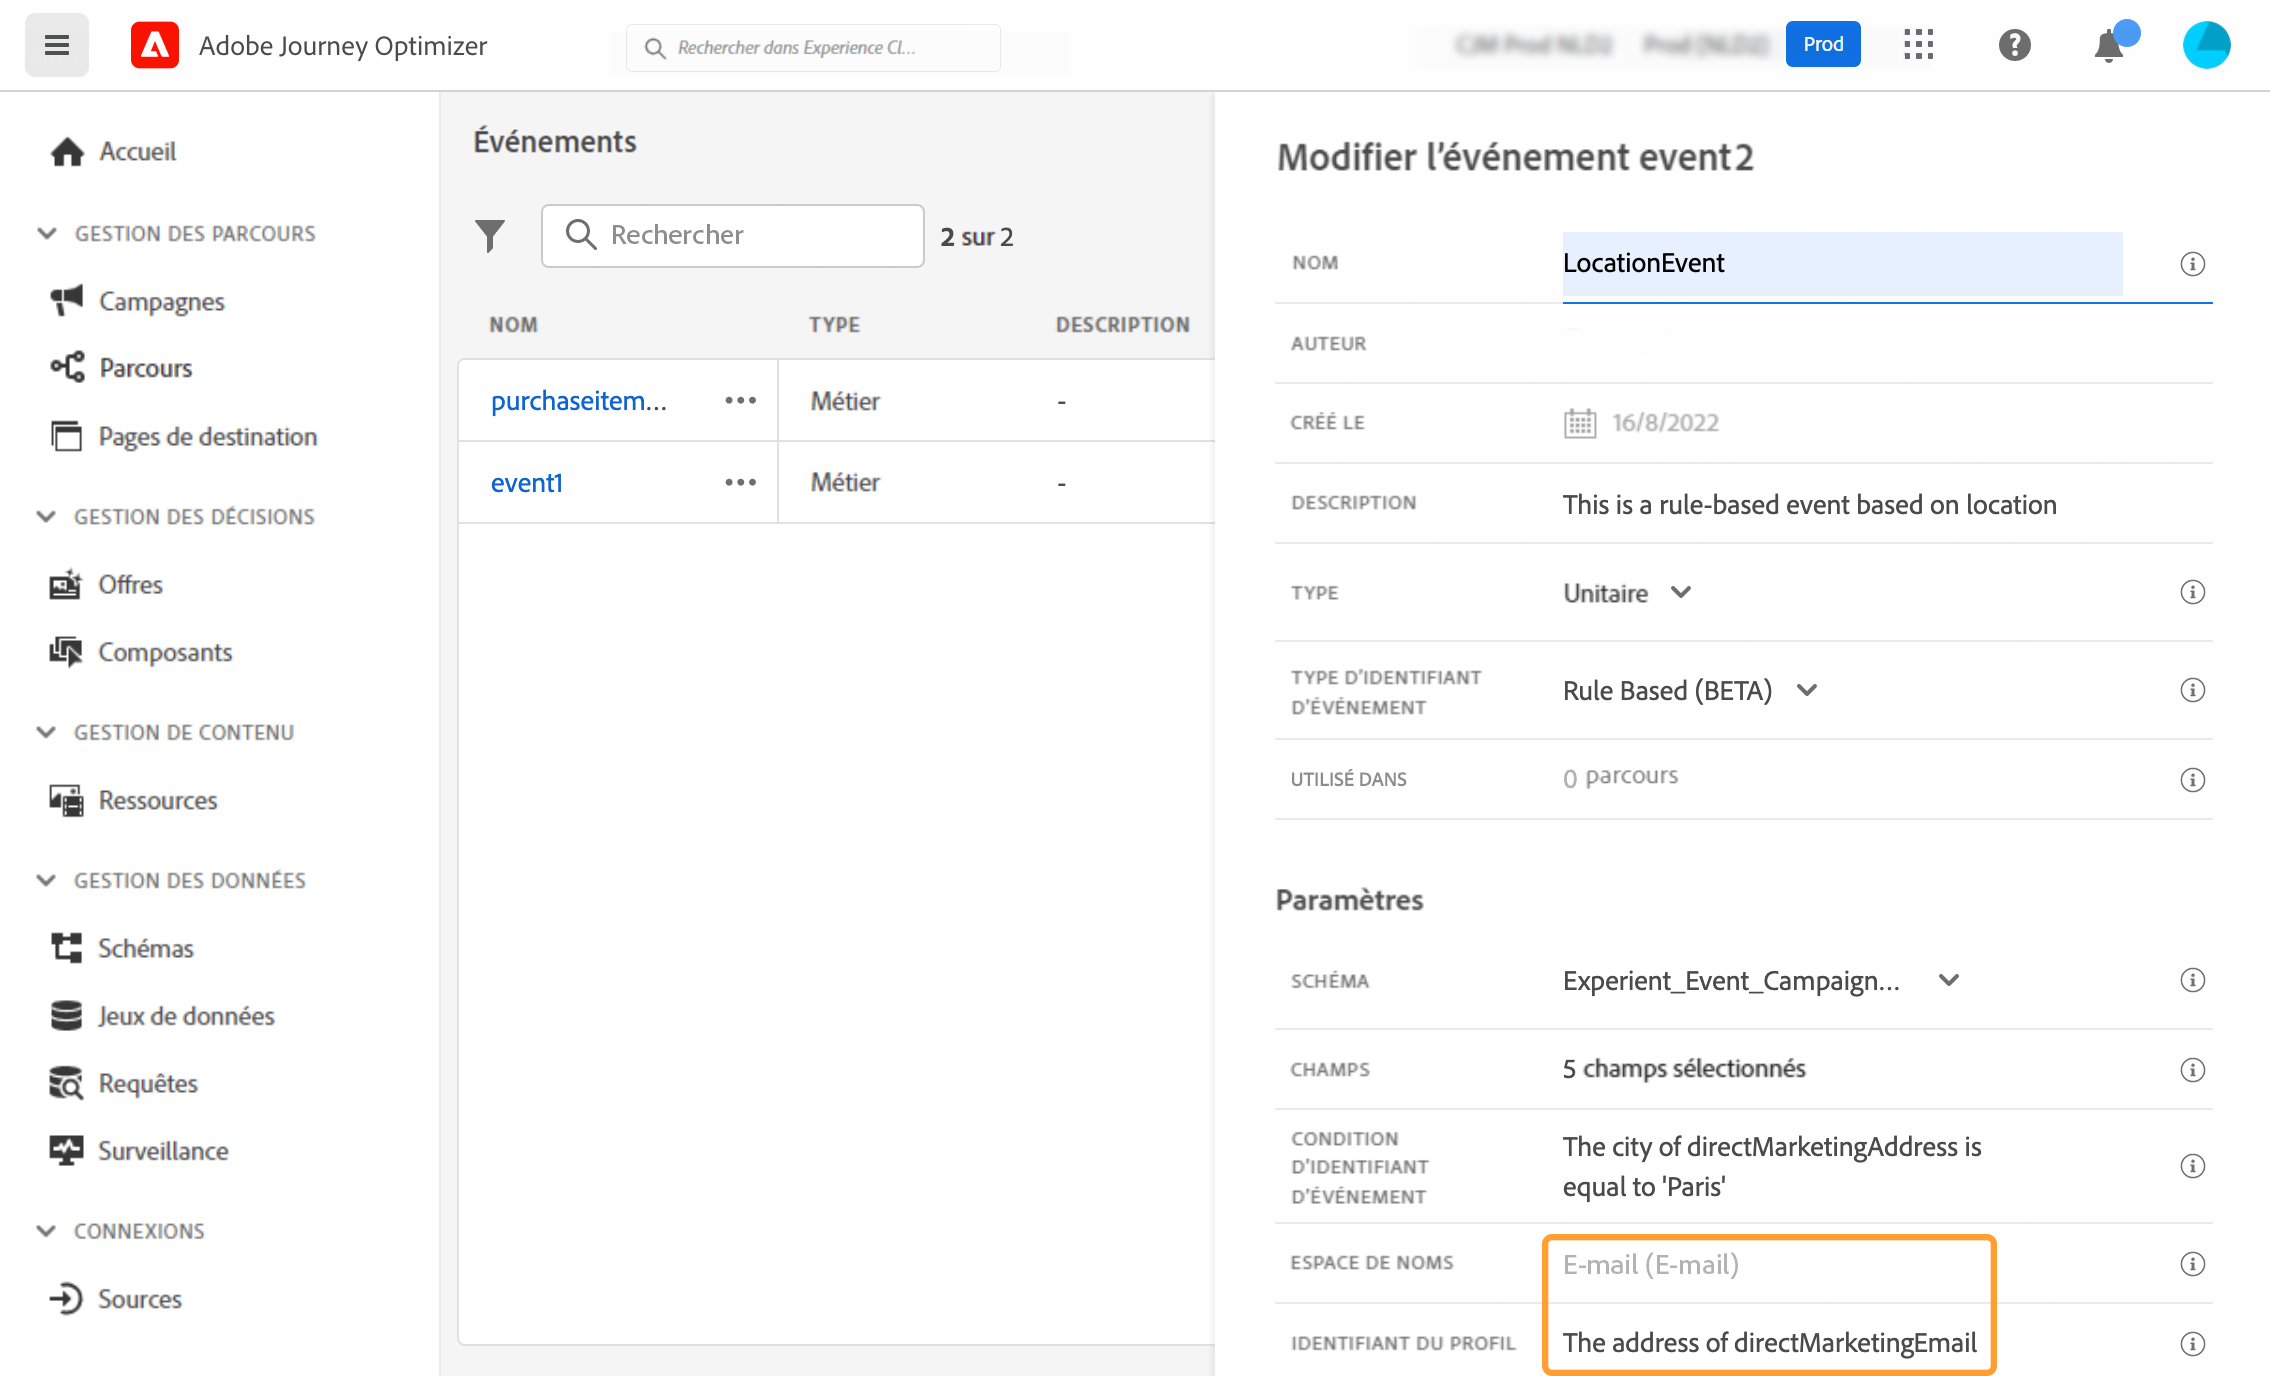 Adobe Journey Optimizer
Rechercher dans Experience Cl...
Prod
Accueil
GESTION DES PARCOURS
Campagnes
Parcours
Pages de destination
GESTION DES DÉCISIONS
Offres
Composants
GESTION DE CONTENU
Ressources
GESTION DES DONNÉES
Schémas
Jeux de données
Requêtes
Surveillance
CONNEXIONS
Sources
Événements
Rechercher
2 sur 2
NOM TYPE DESCRIPTION
purchaseitem... Métier -
event1 Métier -
Modifier l'événement event2
NOM LocationEvent
AUTEUR
CRÉÉ LE 16/8/2022
DESCRIPTION This is a rule-based event based on location
TYPE Unitaire
TYPE D'IDENTIFIANT
D'ÉVÉNEMENT
Rule Based (BETA)
UTILISÉ DANS 0 parcours
Paramètres
SCHÉMA Experient_Event_Campaign...
CHAMPS 5 champs sélectionnés
CONDITION
D'IDENTIFIANT
D'ÉVÉNEMENT
The city of directMarketingAddress is
equal to 'Paris'
ESPACE DE NOMS E-mail (E-mail)
IDENTIFIANT DU PROFIL The address of directMarketingEmail